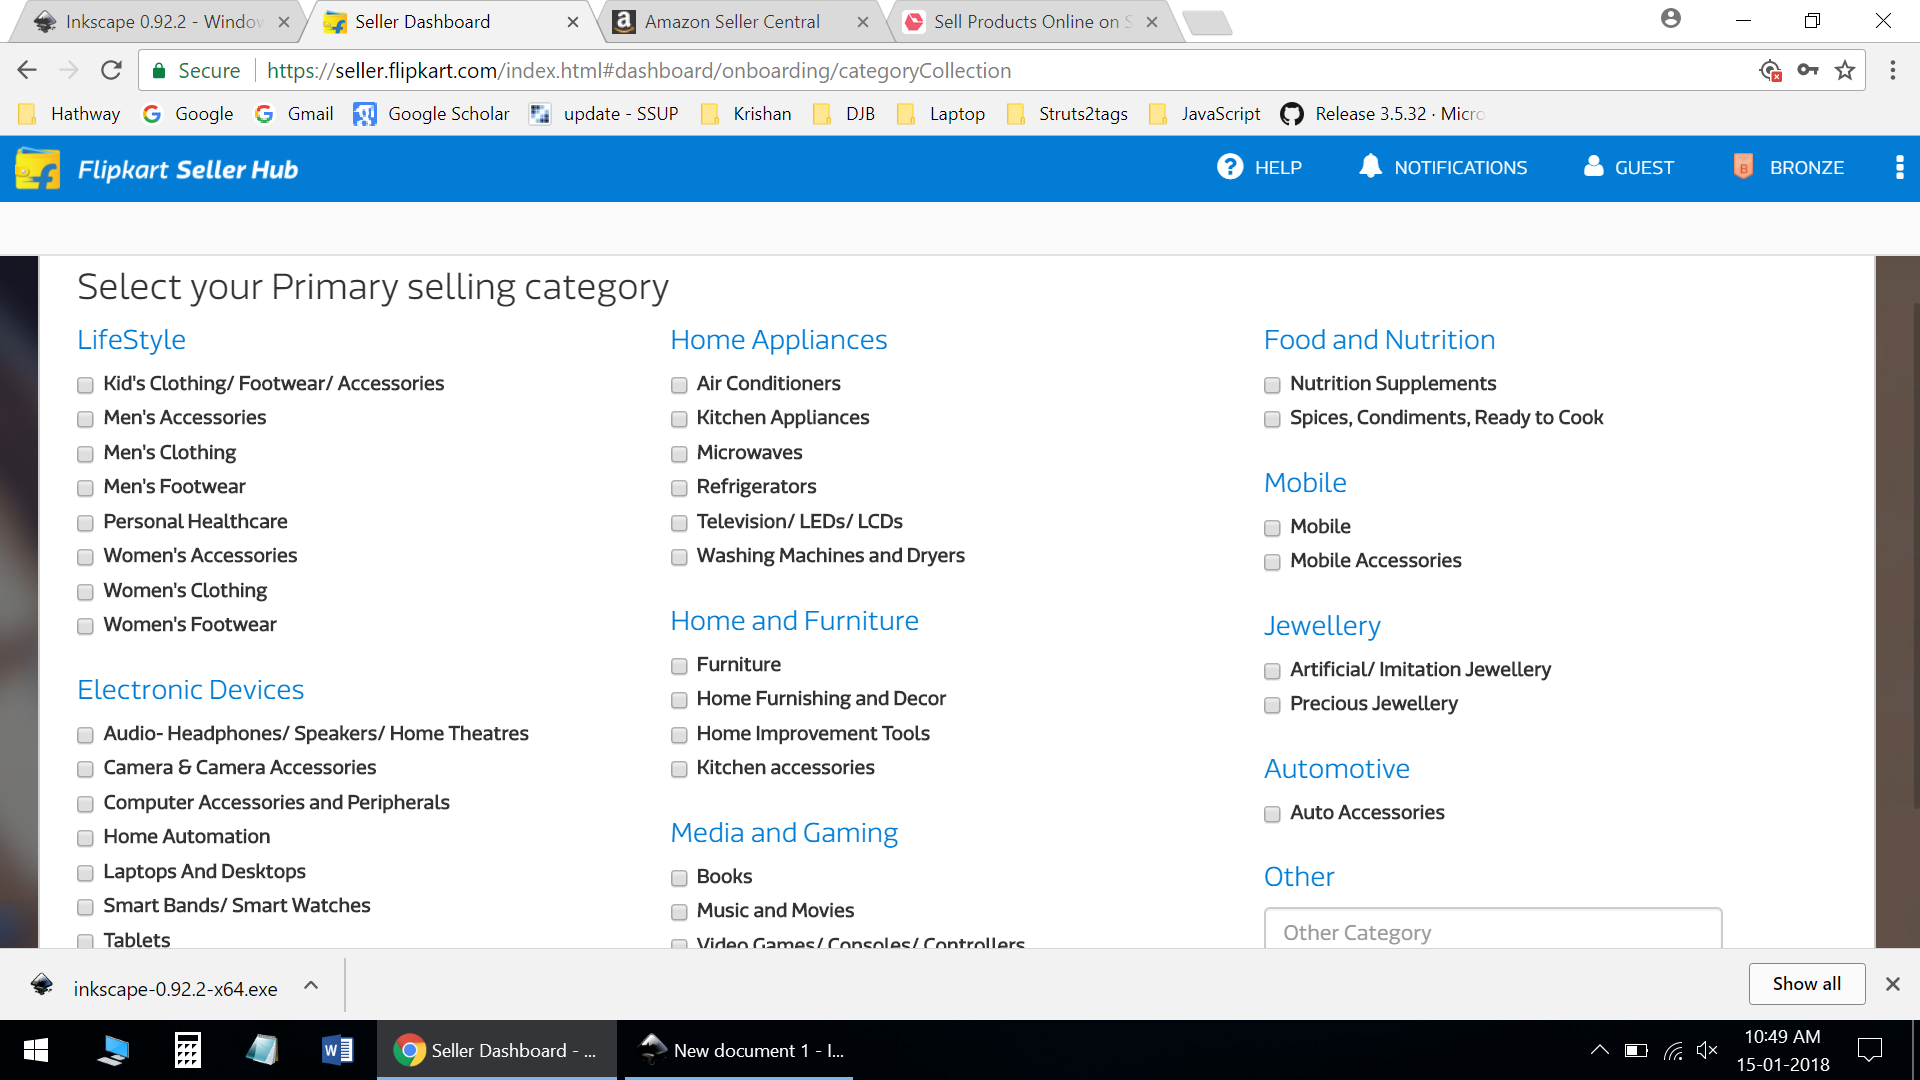 Inkscape 0.92.2 - Window
Seller Dashboard
Amazon Seller Central
Sell Products Online on S
Secure
https://seller.flipkart.com/index.html#dashboard/onboarding/categoryCollection
Hathway
Google
Gmail
Google Scholar
update - SSUP
Krishan
DJB
Laptop
Struts2tags
JavaScript
Release 3.5.32 · Micro
Flipkart Seller Hub
HELP
NOTIFICATIONS
GUEST
B
BRONZE
Select your Primary selling category
LifeStyle
Kid's Clothing/ Footwear/ Accessories
Men's Accessories
Men's Clothing
Men's Footwear
Personal Healthcare
Women's Accessories
Women's Clothing
Women's Footwear
Electronic Devices
Audio- Headphones/ Speakers/ Home Theatres
Camera & Camera Accessories
Computer Accessories and Peripherals
Home Automation
Laptops And Desktops
Smart Bands/ Smart Watches
Tablets
Home Appliances
Air Conditioners
Kitchen Appliances
Microwaves
Refrigerators
Television/ LEDs/ LCDs
Washing Machines and Dryers
Home and Furniture
Furniture
Home Furnishing and Decor
Home Improvement Tools
Kitchen accessories
Media and Gaming
Books
Music and Movies
Video Games/ Consoles/ Controllers
Food and Nutrition
Nutrition Supplements
Spices, Condiments, Ready to Cook
Mobile
Mobile
Mobile Accessories
Jewellery
Artificial/ Imitation Jewellery
Precious Jewellery
Automotive
Auto Accessories
Other
Other Category
inkscape-0.92.2-x64.exe
Show all
Seller Dashboard - ...
New document 1 - I...
10:49 AM
15-01-2018